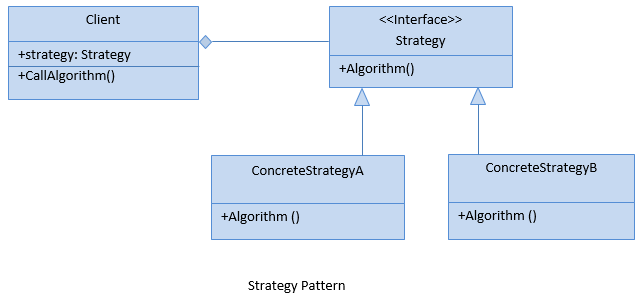 Client
+strategy: Strategy
+CallAlgorithm()
<<Interface>>
Strategy
+Algorithm()
ConcreteStrategyA
+Algorithm ()
ConcreteStrategyB
+Algorithm ()
Strategy Pattern